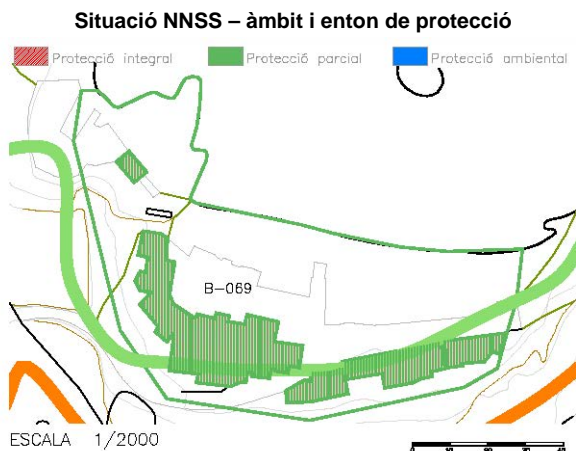 Situació NNSS – àmbit i enton de protecció
Protecció integral Protecció parcial Protecció ambiental
B-069
ESCALA 1/2000